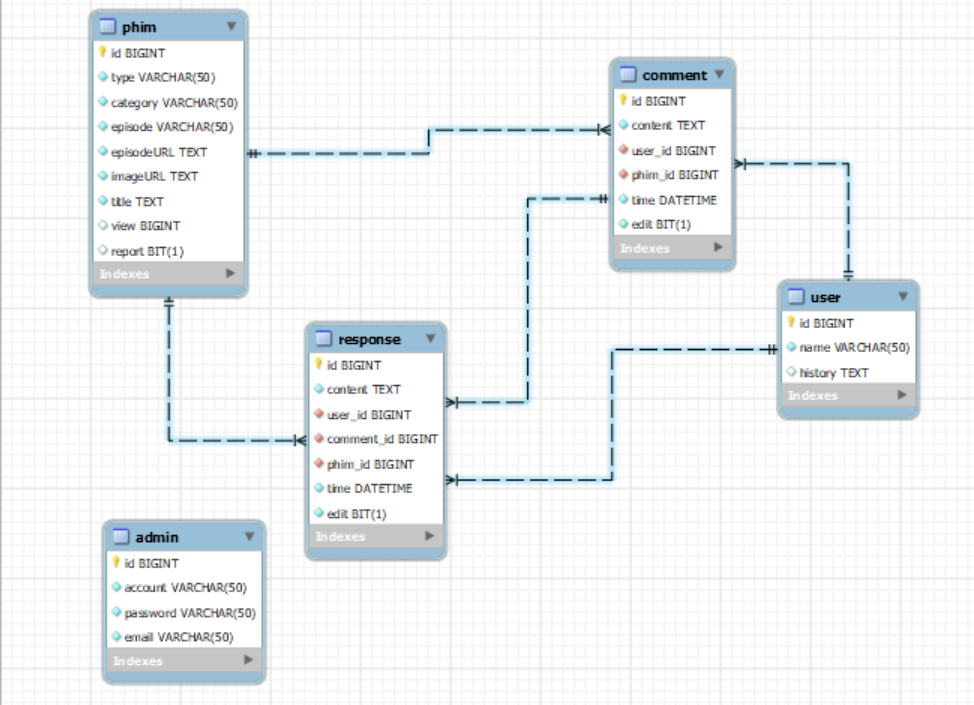 phim
id BIGINT
type VARCHAR(50)
category VARCHAR(50)
episode VARCHAR(50)
episodeURL TEXT
imageURL TEXT
title TEXT
view BIGINT
report BIT(1)
Indexes
comment
id BIGINT
content TEXT
user_id BIGINT
phim_id BIGINT
time DATETIME
edit BIT(1)
Indexes
user
id BIGINT
name VARCHAR(50)
history TEXT
Indexes
response
id BIGINT
content TEXT
user_id BIGINT
comment_id BIGINT
phim_id BIGINT
time DATETIME
edit BIT(1)
Indexes
admin
id BIGINT
account VARCHAR(50)
password VARCHAR(50)
email VARCHAR(50)
Indexes